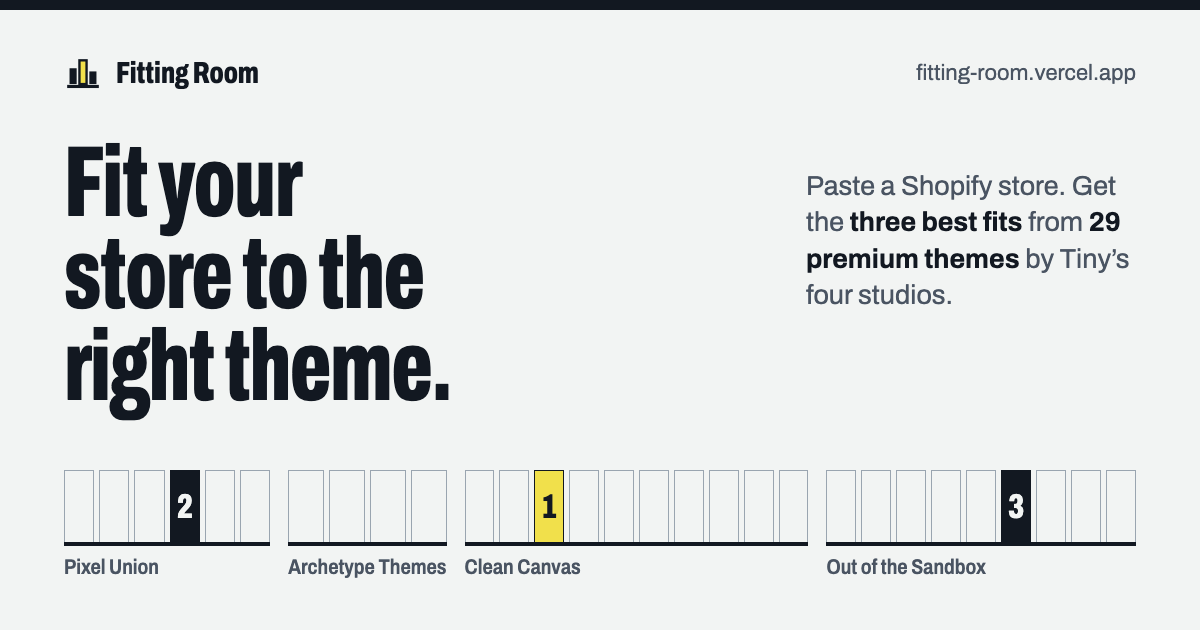 Fitting Room
fitting-room.vercel.app
Fit your
store to the
right theme.
Paste a Shopify store. Get
the three best fits from 29
premium themes by Tiny’s
four studios.
2
1
3
Pixel Union
Archetype Themes
Clean Canvas
Out of the Sandbox